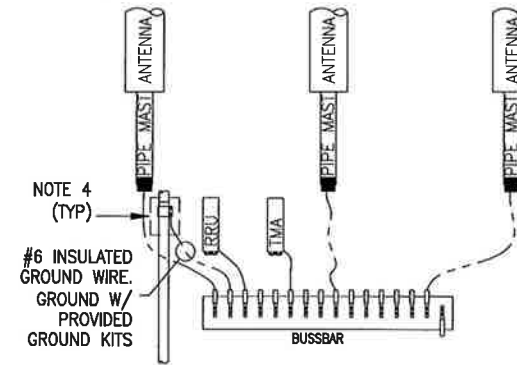 ANTENNA
PIPE MAST
ANTENNA
PIPE MAST
ANTENNA
PIPE MAST
NOTE 4
(TYP)
RRU
TMA
#6 INSULATED
GROUND WIRE.
GROUND W/
PROVIDED
GROUND KITS
BUSSBAR